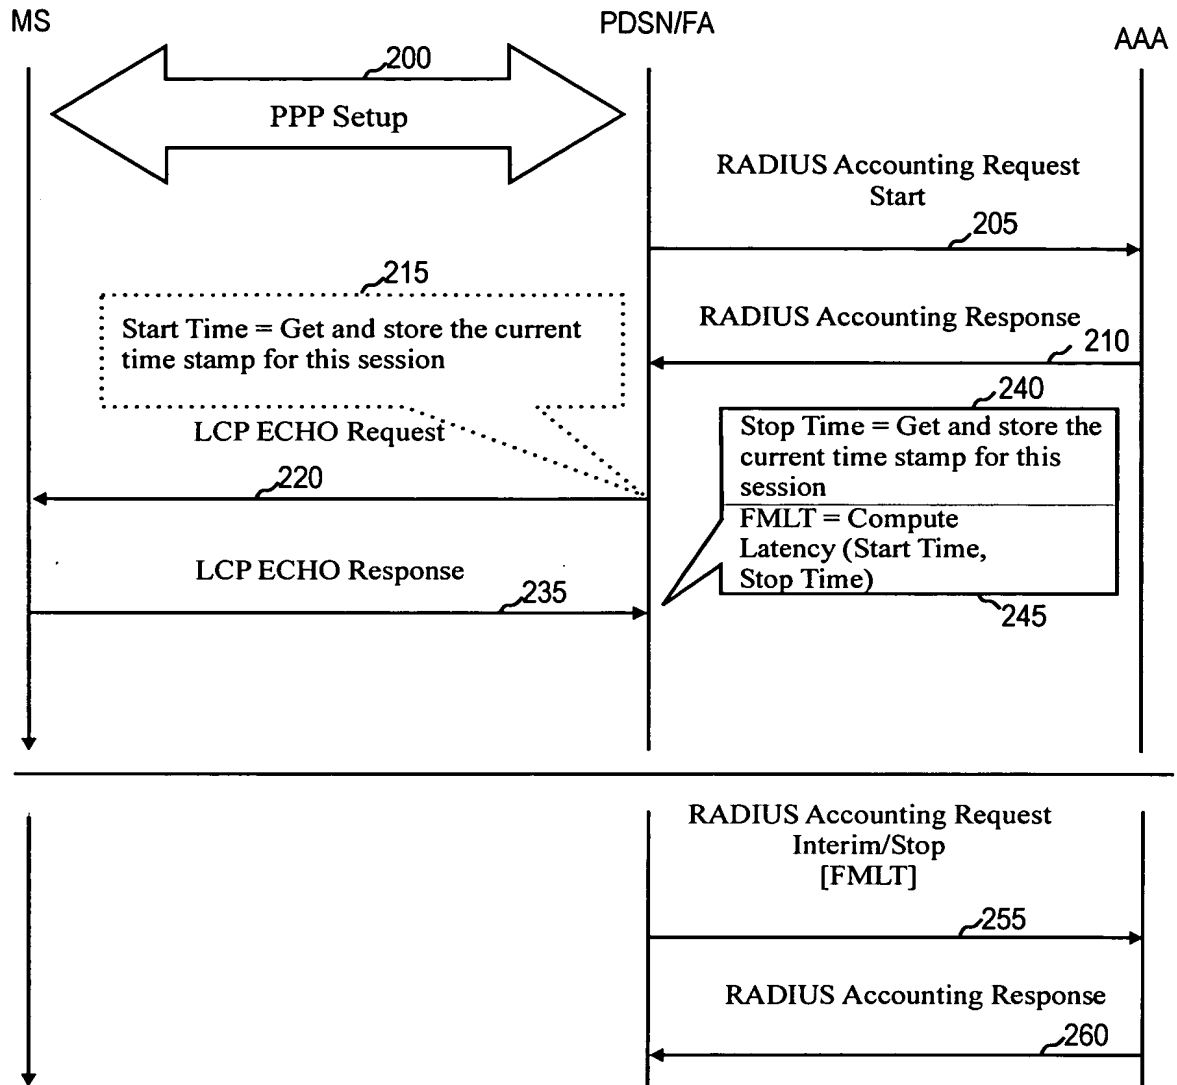 MS
PDSN/FA
AAA
200
PPP Setup
RADIUS Accounting Request
Start
205
215
Start Time = Get and store the current
time stamp for this session
RADIUS Accounting Response
210
LCP ECHO Request
220
240
Stop Time = Get and store the
current time stamp for this
session
FMLT = Compute
Latency (Start Time,
Stop Time)
245
LCP ECHO Response
235
RADIUS Accounting Request
Interim/Stop
[FMLT]
255
RADIUS Accounting Response
260